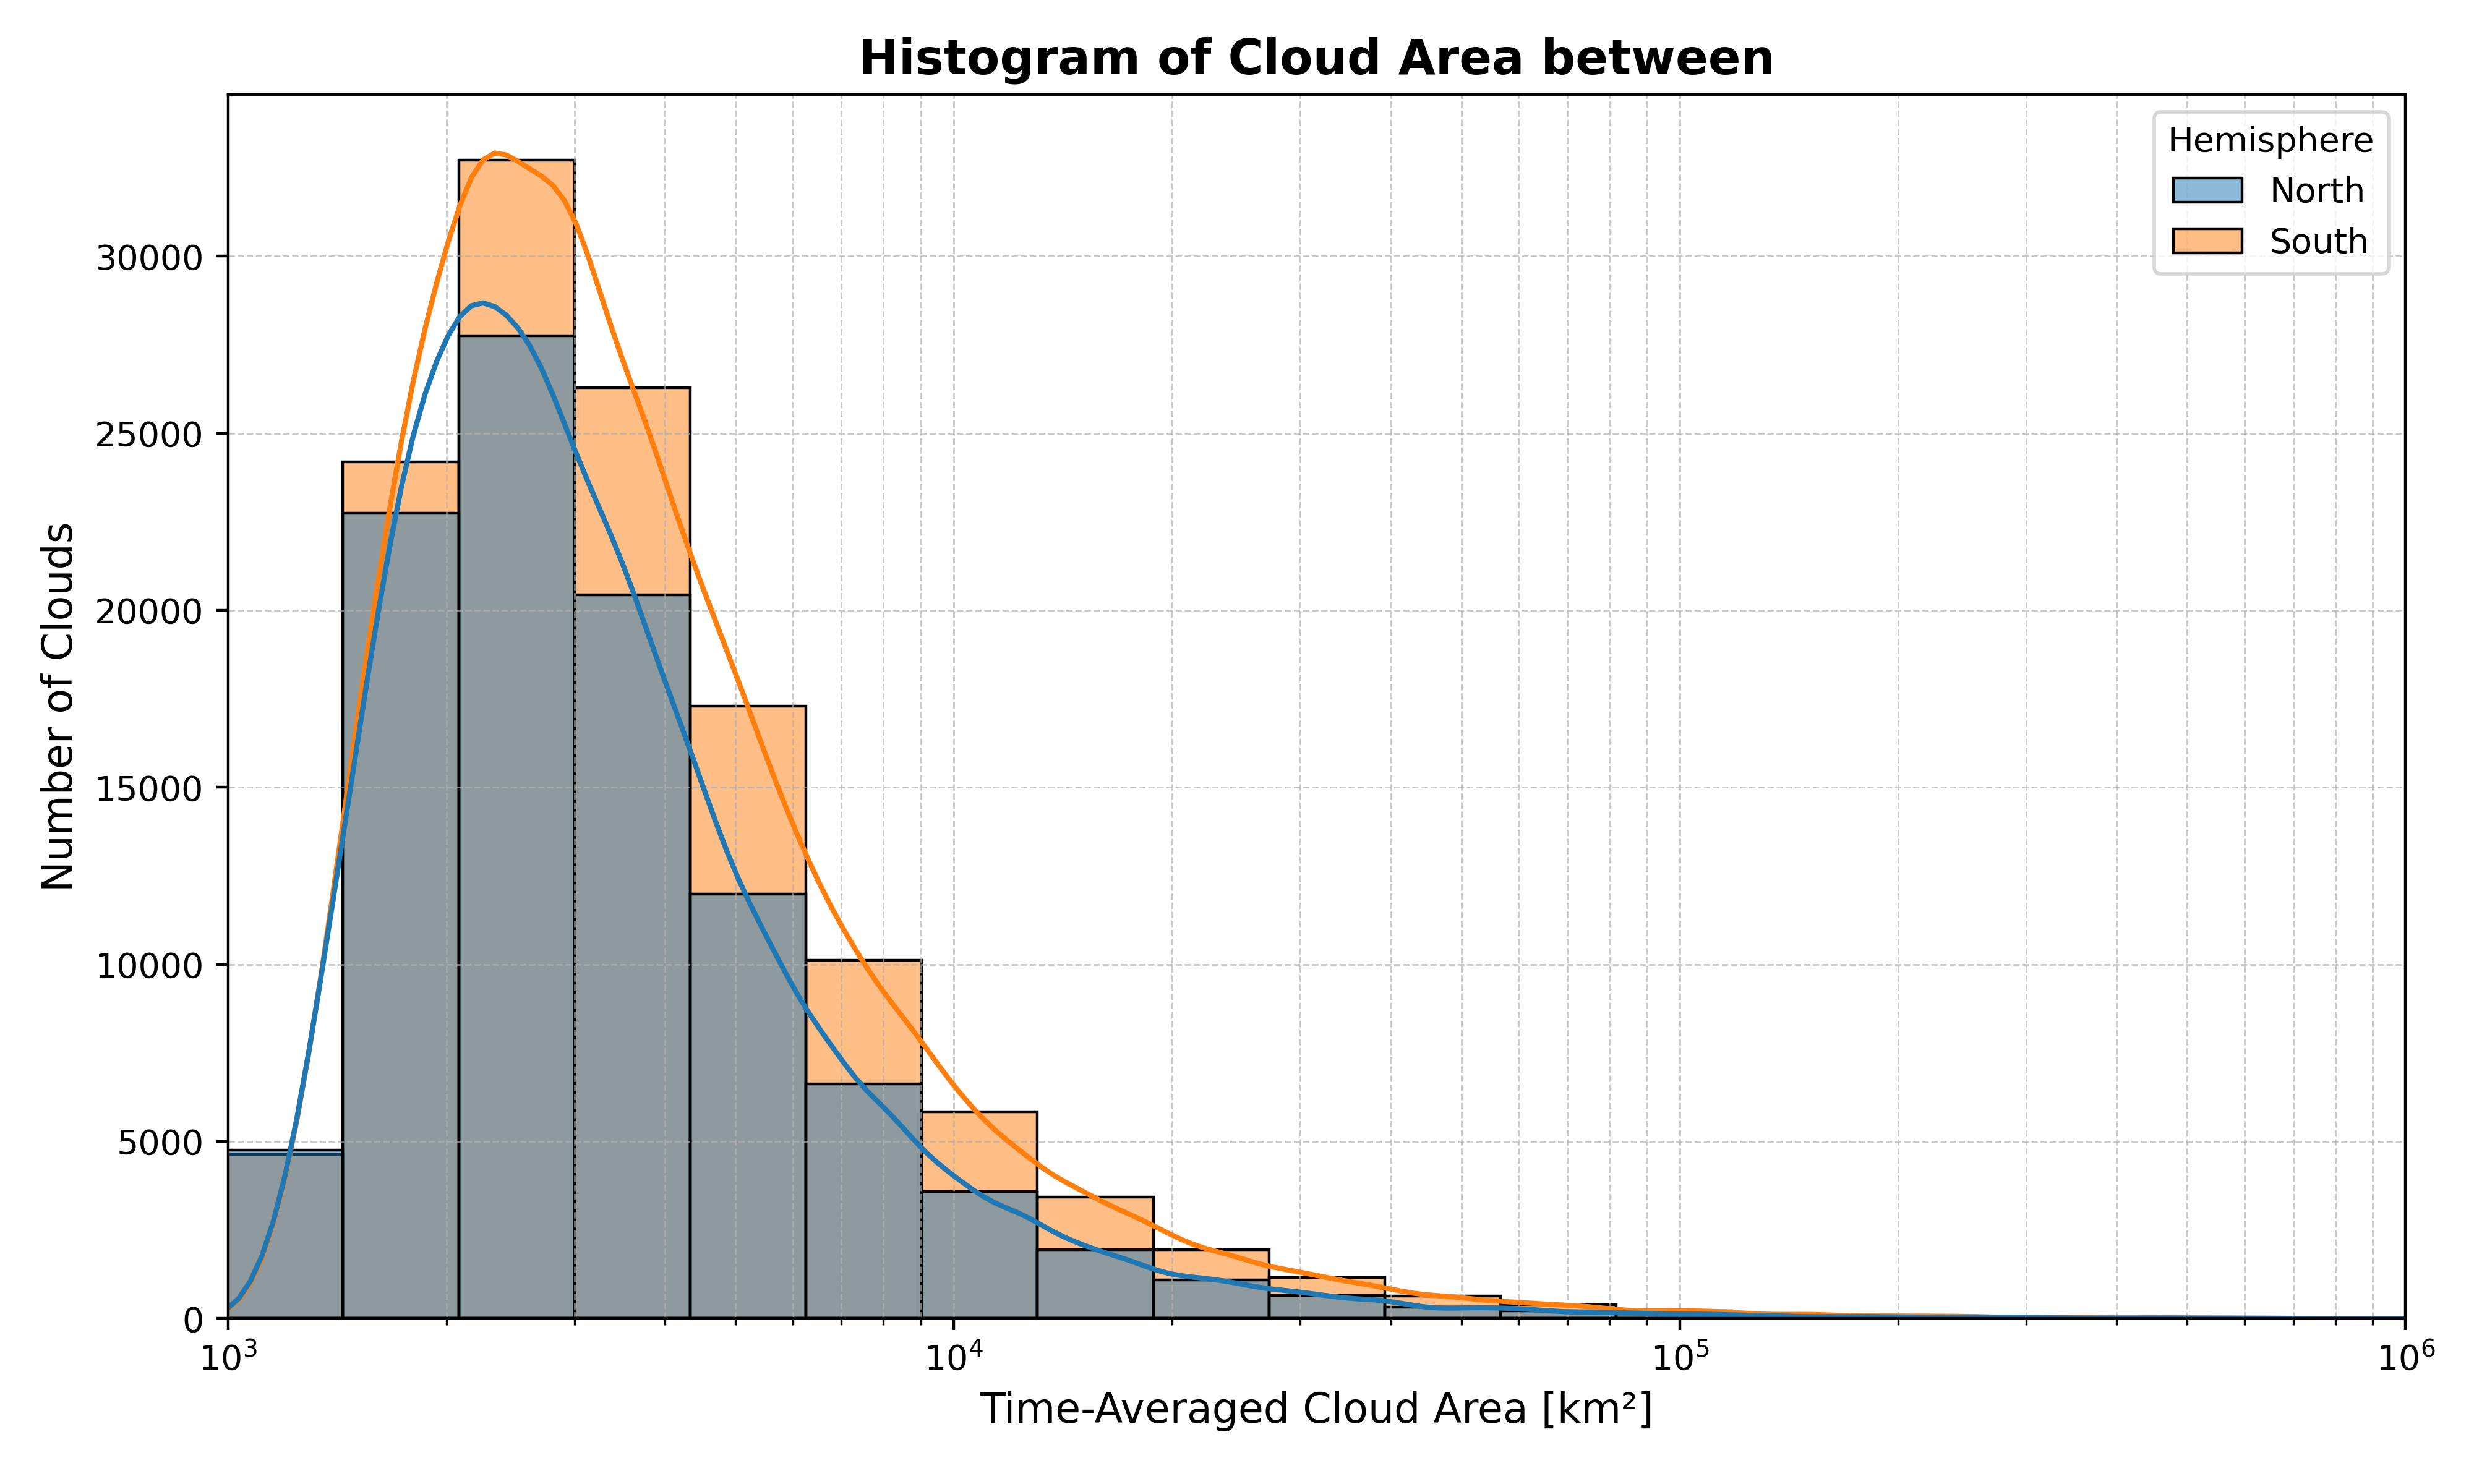 Histogram of Cloud Area between
Hemisphere
North
South
30000
25000
20000
15000
10000
5000
0
Number of Clouds
10³
10⁴
10⁵
10⁶
Time-Averaged Cloud Area [km²]